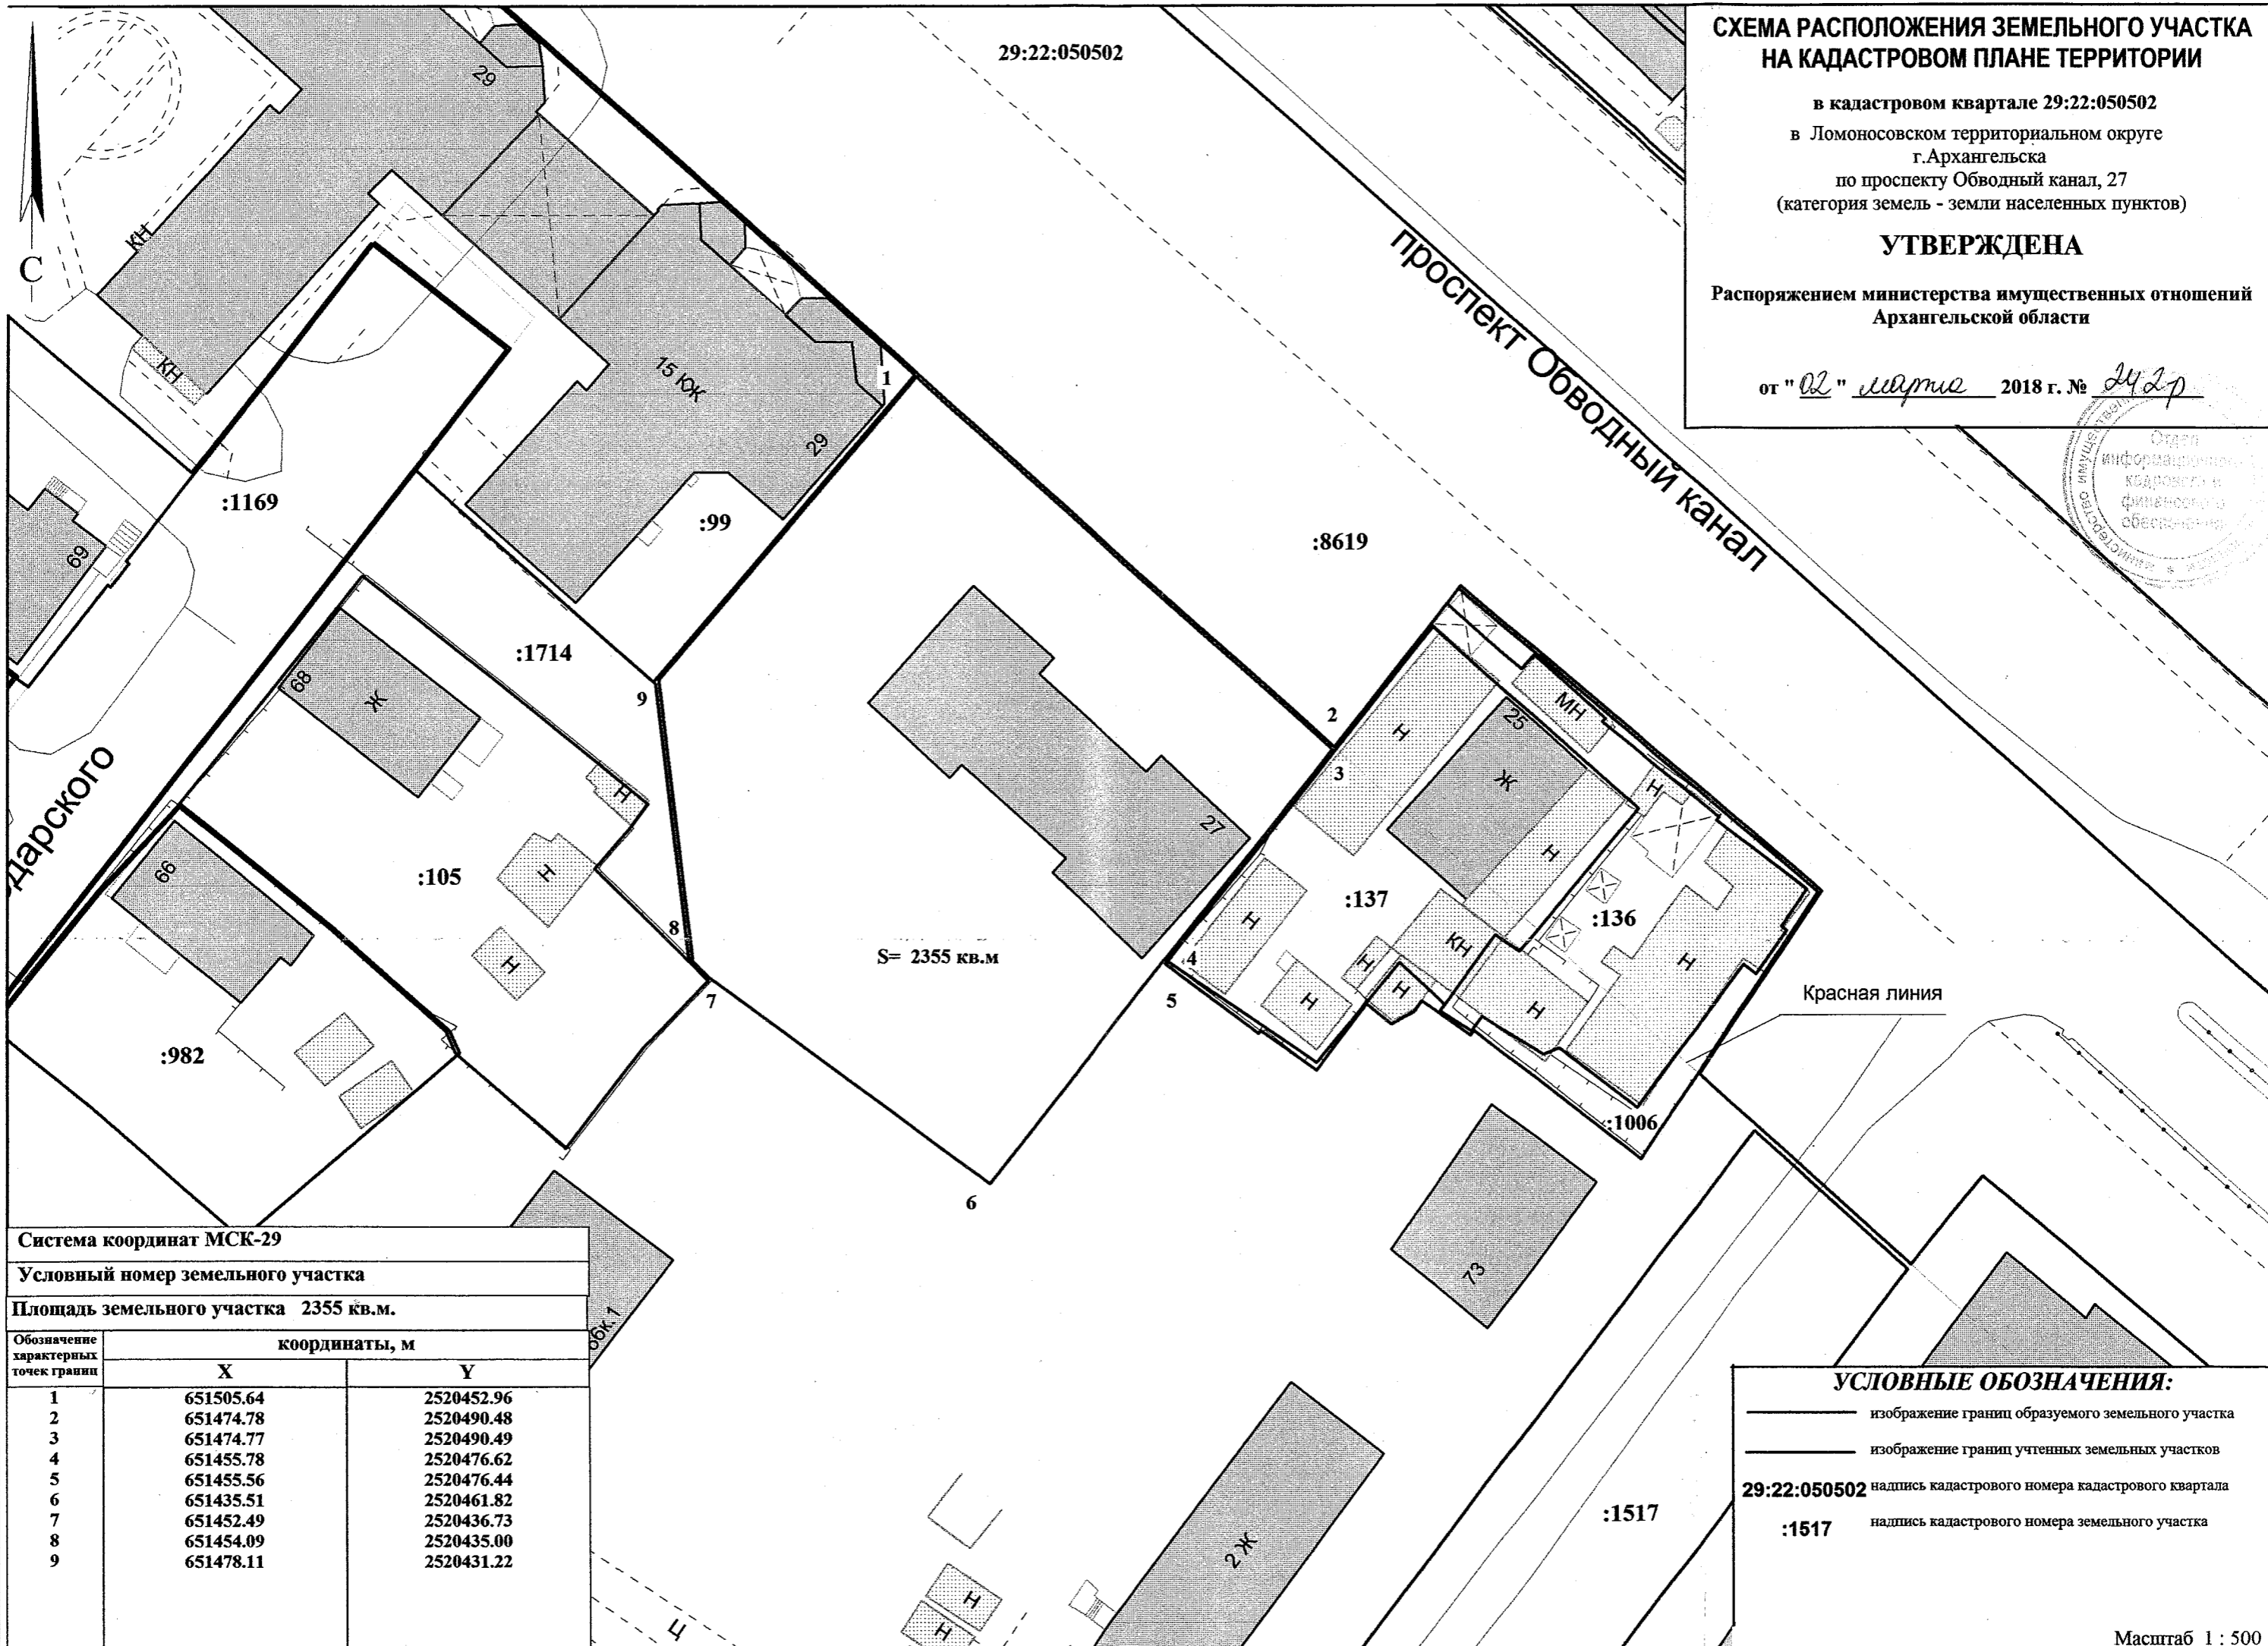 СХЕМА РАСПОЛОЖЕНИЯ ЗЕМЕЛЬНОГО УЧАСТКА
НА КАДАСТРОВОМ ПЛАНЕ ТЕРРИТОРИИ
в кадастровом квартале 29:22:050502
в Ломоносовском территориальном округе
г.Архангельска
по проспекту Обводный канал, 27
(категория земель - земли населенных пунктов)
УТВЕРЖДЕНА
Распоряжением министерства имущественных отношений
Архангельской области
от "02" марта 2018 г. № 242р
Отдел
финансового
министерство
29:22:050502
С
29
КН
КН
15 КЖ
29
1
проспект Обводный канал
:1169
:99
:8619
69
:1714
9
68
Ж
2
3
Н
МН
25
Ж
Н
Н
27
Н
:105
Н
66
8
Н
7
S= 2355 кв.м
:137
Н
4
5
КН
Н
Н
Н
:136
Н
Н
Красная линия
:982
:1006
6
73
2 Ж
Н
Н
Ц
:1517
Система координат МСК-29
Условный номер земельного участка
Площадь земельного участка 2355 кв.м.
Обозначение характерных точек границ
координаты, м
X Y
1 651505.64 2520452.96
2 651474.78 2520490.48
3 651474.77 2520490.49
4 651455.78 2520476.62
5 651455.56 2520476.44
6 651435.51 2520461.82
7 651452.49 2520436.73
8 651454.09 2520435.00
9 651478.11 2520431.22
УСЛОВНЫЕ ОБОЗНАЧЕНИЯ:
изображение границ образуемого земельного участка
изображение границ учтенных земельных участков
29:22:050502 надпись кадастрового номера кадастрового квартала
:1517 надпись кадастрового номера земельного участка
Масштаб 1 : 500